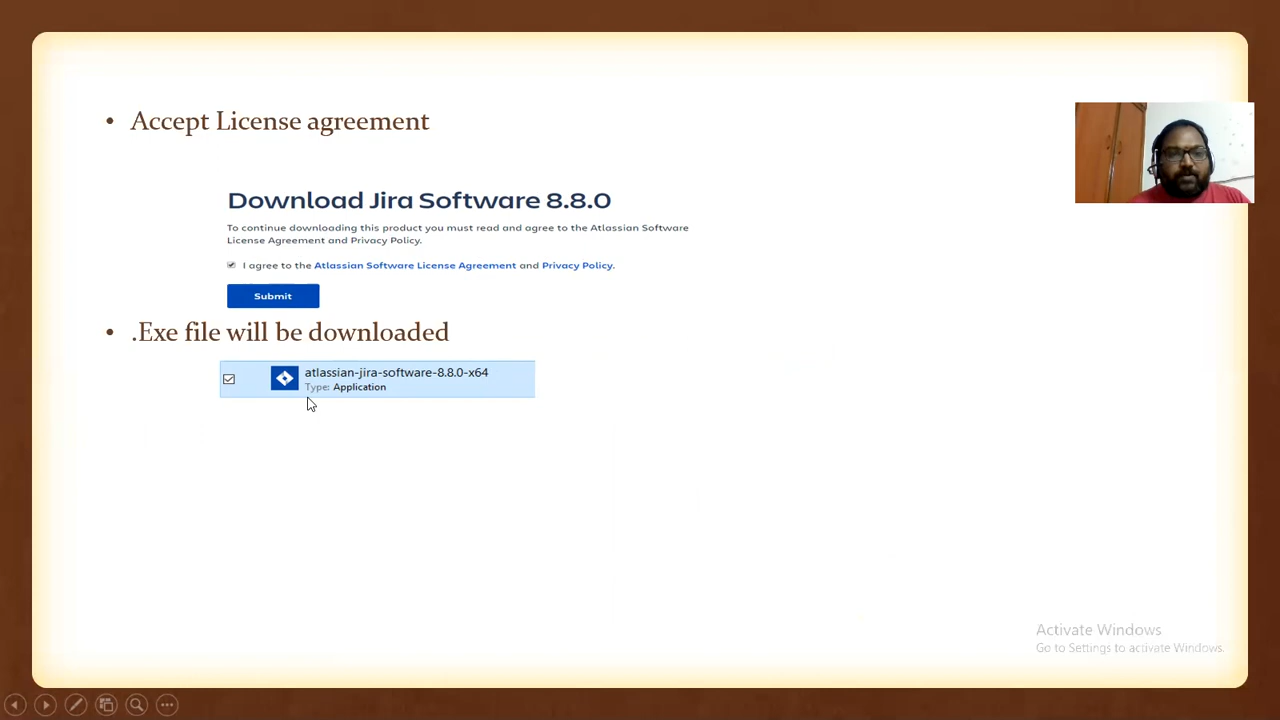 • Accept License agreement
Download Jira Software 8.8.0
To continue downloading this product you must read and agree to the Atlassian Software
License Agreement and Privacy Policy.
I agree to the Atlassian Software License Agreement and Privacy Policy.
Submit
• .Exe file will be downloaded
atlassian-jira-software-8.8.0-x64
Type: Application
Activate Windows
Go to Settings to activate Windows.